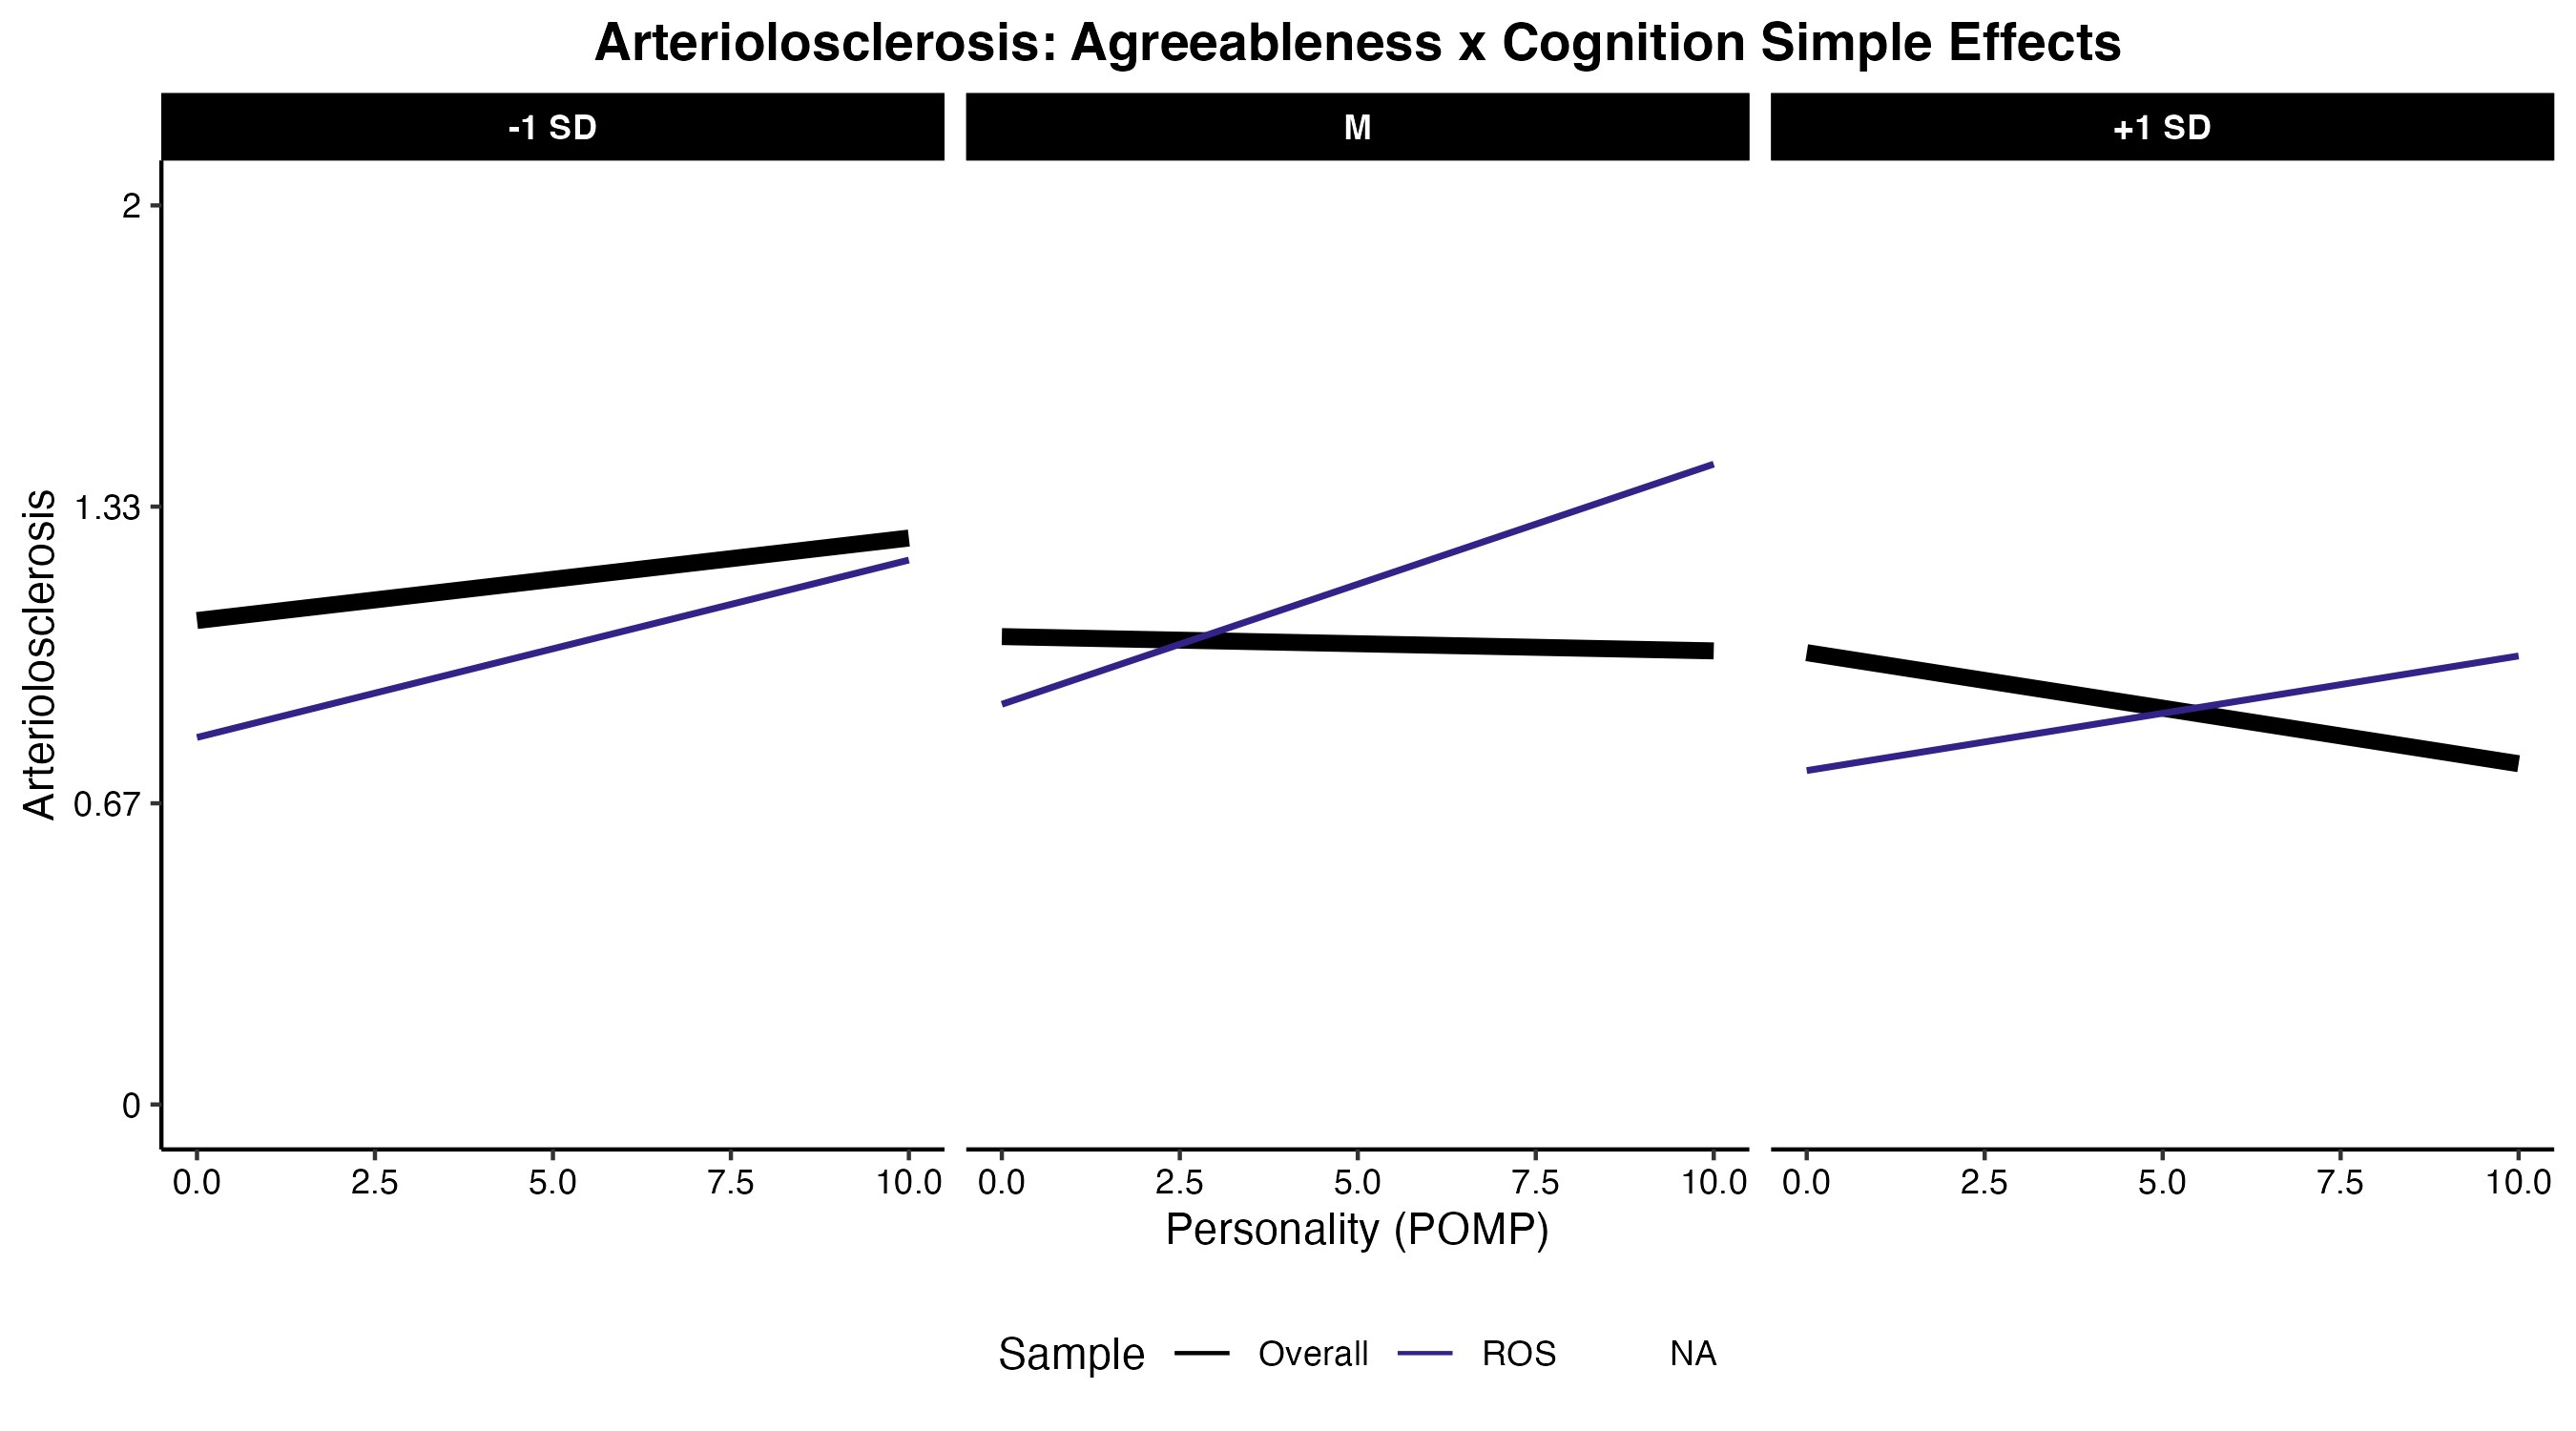 Arteriolosclerosis: Agreeableness x Cognition Simple Effects
-1 SD M +1 SD
2
1.33
0.67
0
Arteriolosclerosis
0.0 2.5 5.0 7.5 10.0 0.0 2.5 5.0 7.5 10.0 0.0 2.5 5.0 7.5 10.0
Personality (POMP)
Sample Overall ROS NA